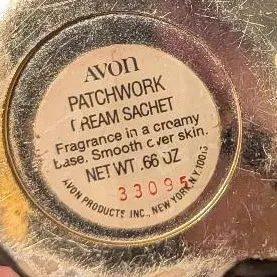 AVON
PATCHWORK
CREAM SACHET
Fragrance in a creamy
base. Smooth over skin.
NET WT .66 OZ
33095
AVON PRODUCTS INC., NEW YORK, N.Y. 10019